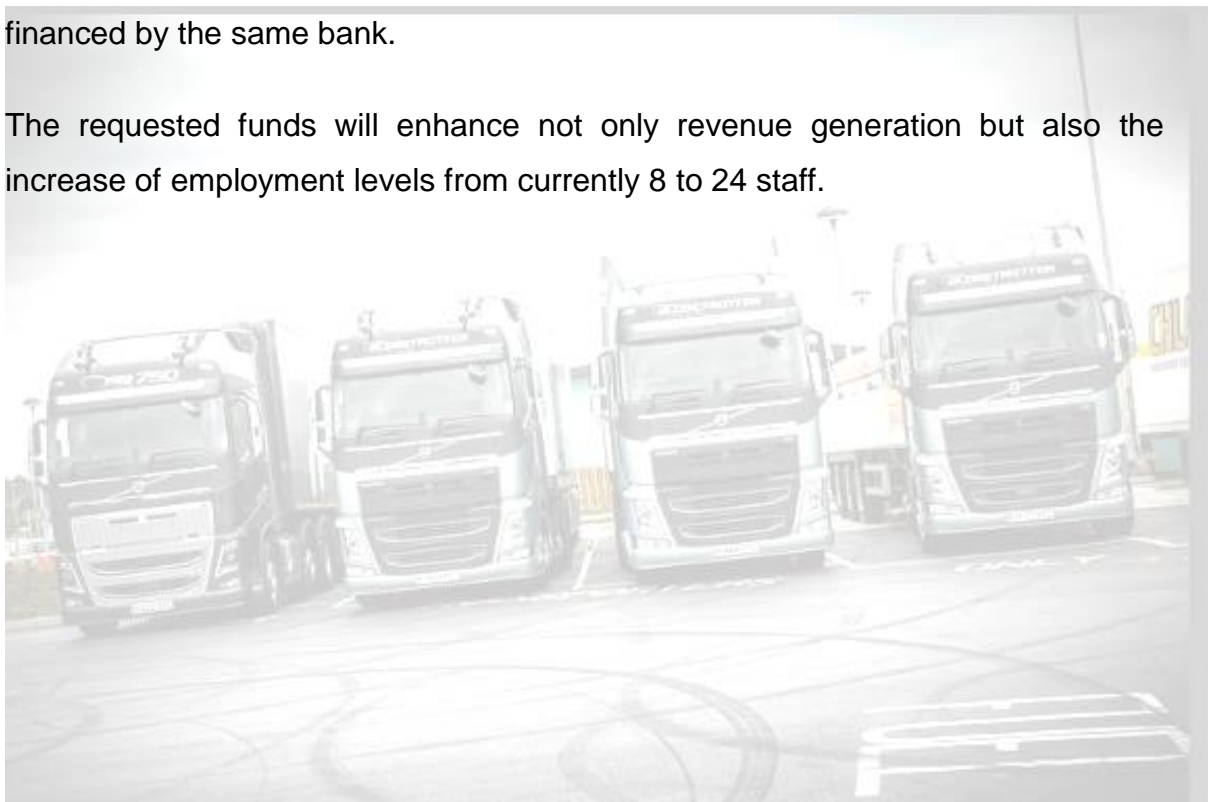 financed by the same bank.
The requested funds will enhance not only revenue generation but also the
increase of employment levels from currently 8 to 24 staff.